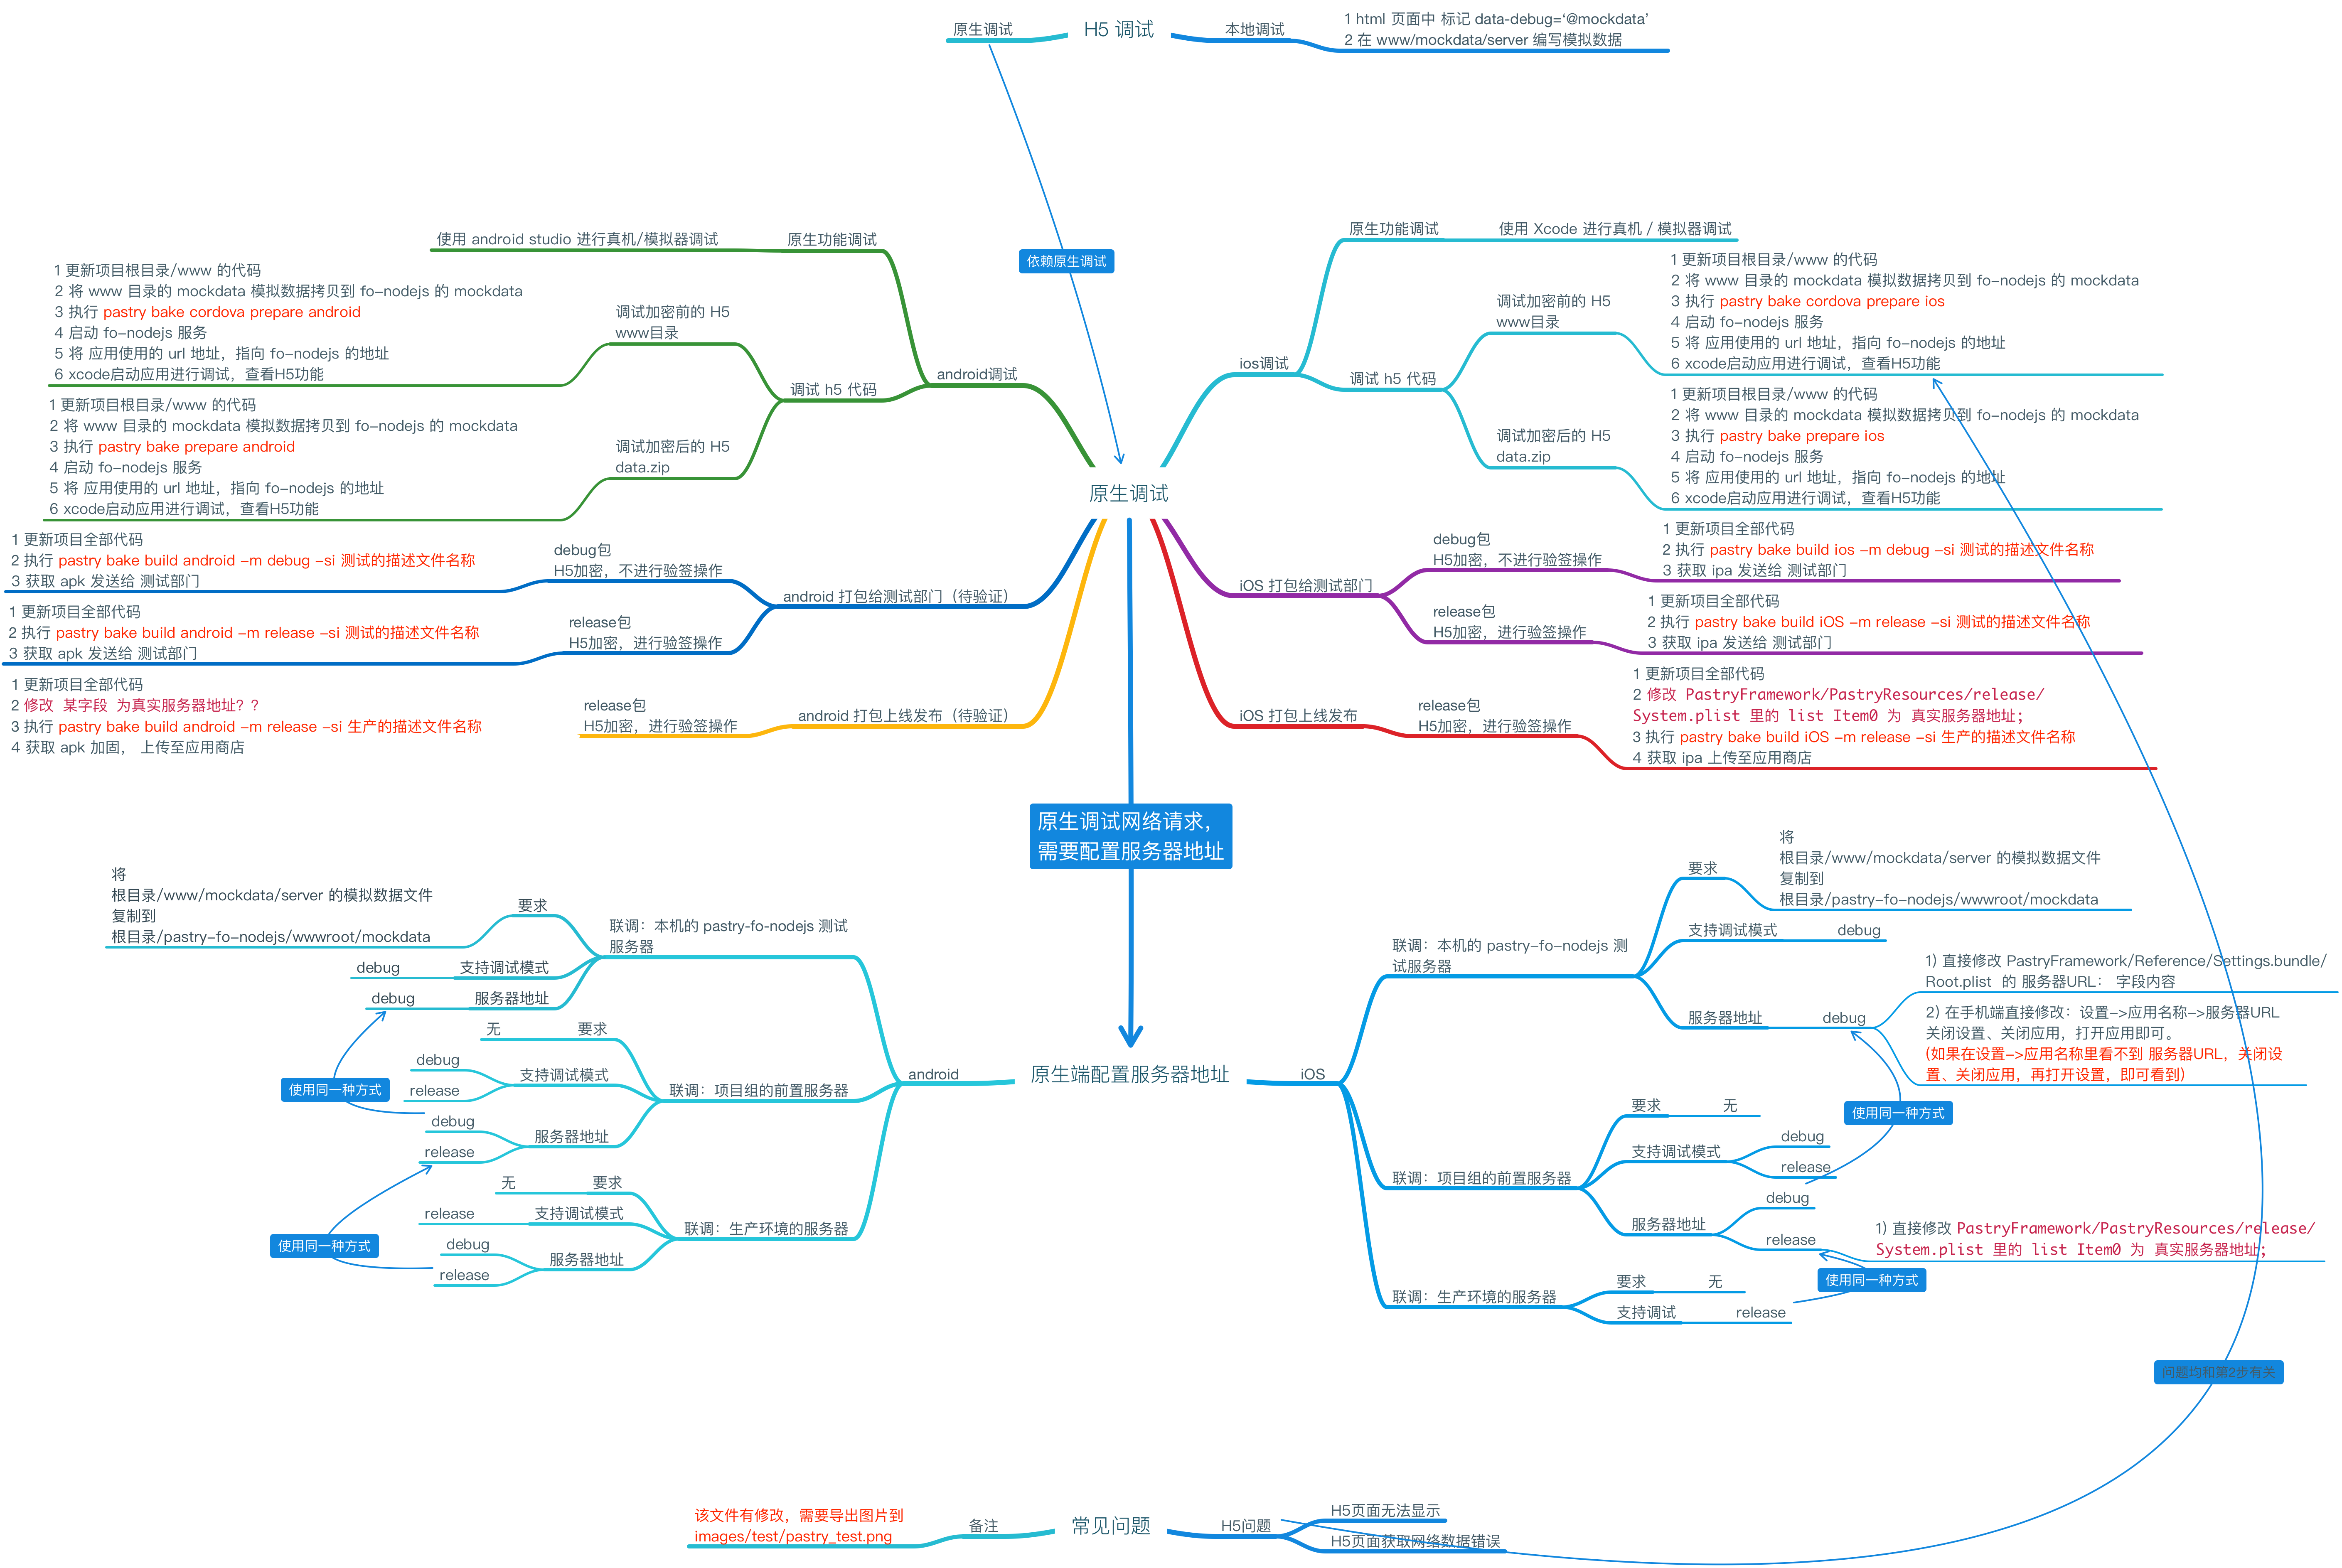 原生调试
H5 调试
本地调试
1 html 页面中 标记 data-debug=‘@mockdata’
2 在 www/mockdata/server 编写模拟数据
依赖原生调试
使用 android studio 进行真机/模拟器调试
原生功能调试
1 更新项目根目录/www 的代码
2 将 www 目录的 mockdata 模拟数据拷贝到 fo-nodejs 的 mockdata
3 执行 pastry bake cordova prepare android
4 启动 fo-nodejs 服务
5 将 应用使用的 url 地址，指向 fo-nodejs 的地址
6 xcode启动应用进行调试，查看H5功能
调试加密前的 H5
www目录
1 更新项目根目录/www 的代码
2 将 www 目录的 mockdata 模拟数据拷贝到 fo-nodejs 的 mockdata
3 执行 pastry bake prepare android
4 启动 fo-nodejs 服务
5 将 应用使用的 url 地址，指向 fo-nodejs 的地址
6 xcode启动应用进行调试，查看H5功能
调试加密后的 H5
data.zip
调试 h5 代码
android调试
原生功能调试
使用 Xcode 进行真机 / 模拟器调试
ios调试
调试 h5 代码
调试加密前的 H5
www目录
1 更新项目根目录/www 的代码
2 将 www 目录的 mockdata 模拟数据拷贝到 fo-nodejs 的 mockdata
3 执行 pastry bake cordova prepare ios
4 启动 fo-nodejs 服务
5 将 应用使用的 url 地址，指向 fo-nodejs 的地址
6 xcode启动应用进行调试，查看H5功能
调试加密后的 H5
data.zip
1 更新项目根目录/www 的代码
2 将 www 目录的 mockdata 模拟数据拷贝到 fo-nodejs 的 mockdata
3 执行 pastry bake prepare ios
4 启动 fo-nodejs 服务
5 将 应用使用的 url 地址，指向 fo-nodejs 的地址
6 xcode启动应用进行调试，查看H5功能
原生调试
1 更新项目全部代码
2 执行 pastry bake build android -m debug -si 测试的描述文件名称
3 获取 apk 发送给 测试部门
debug包
H5加密，不进行验签操作
1 更新项目全部代码
2 执行 pastry bake build android -m release -si 测试的描述文件名称
3 获取 apk 发送给 测试部门
release包
H5加密，进行验签操作
android 打包给测试部门（待验证）
1 更新项目全部代码
2 修改 某字段 为真实服务器地址？？
3 执行 pastry bake build android -m release -si 生产的描述文件名称
4 获取 apk 加固， 上传至应用商店
release包
H5加密，进行验签操作
android 打包上线发布（待验证）
iOS 打包给测试部门
debug包
H5加密，不进行验签操作
1 更新项目全部代码
2 执行 pastry bake build ios -m debug -si 测试的描述文件名称
3 获取 ipa 发送给 测试部门
release包
H5加密，进行验签操作
1 更新项目全部代码
2 执行 pastry bake build iOS -m release -si 测试的描述文件名称
3 获取 ipa 发送给 测试部门
iOS 打包上线发布
release包
H5加密，进行验签操作
1 更新项目全部代码
2 修改 PastryFramework/PastryResources/release/
System.plist 里的 list Item0 为 真实服务器地址；
3 执行 pastry bake build iOS -m release -si 生产的描述文件名称
4 获取 ipa 上传至应用商店
原生调试网络请求，
需要配置服务器地址
将
根目录/www/mockdata/server 的模拟数据文件
复制到
根目录/pastry-fo-nodejs/wwwroot/mockdata
要求
debug
支持调试模式
debug
服务器地址
联调：本机的 pastry-fo-nodejs 测试
服务器
无
要求
debug
release
支持调试模式
使用同一种方式
debug
release
服务器地址
联调：项目组的前置服务器
无
要求
release
支持调试模式
使用同一种方式
debug
release
服务器地址
联调：生产环境的服务器
android
原生端配置服务器地址
iOS
联调：本机的 pastry-fo-nodejs 测
试服务器
要求
将
根目录/www/mockdata/server 的模拟数据文件
复制到
根目录/pastry-fo-nodejs/wwwroot/mockdata
支持调试模式
debug
服务器地址
debug
1) 直接修改 PastryFramework/Reference/Settings.bundle/
Root.plist 的 服务器URL： 字段内容
2) 在手机端直接修改：设置->应用名称->服务器URL
关闭设置、关闭应用，打开应用即可。
(如果在设置->应用名称里看不到 服务器URL，关闭设
置、关闭应用，再打开设置，即可看到)
使用同一种方式
联调：项目组的前置服务器
要求
无
支持调试模式
debug
release
服务器地址
debug
release
1) 直接修改 PastryFramework/PastryResources/release/
System.plist 里的 list Item0 为 真实服务器地址；
使用同一种方式
联调：生产环境的服务器
要求
无
支持调试
release
问题均和第2步有关
该文件有修改，需要导出图片到
images/test/pastry_test.png
备注
常见问题
H5问题
H5页面无法显示
H5页面获取网络数据错误